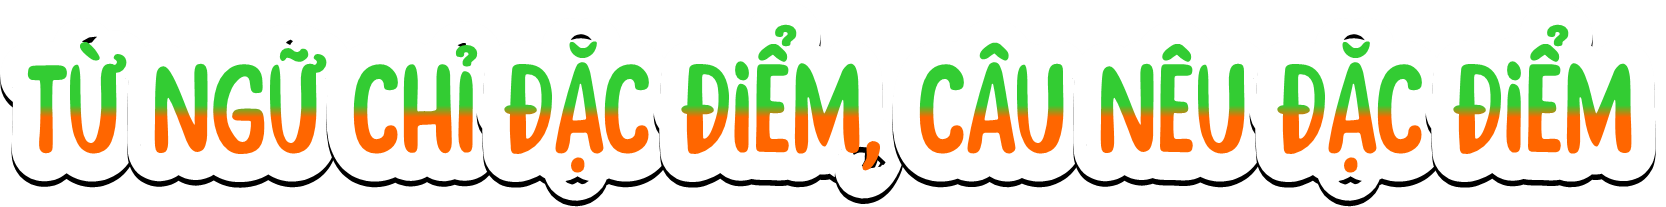 TỪ NGỮ CHỈ ĐẶC ĐiỂM, CÂU NÊU ĐẶC ĐiỂM